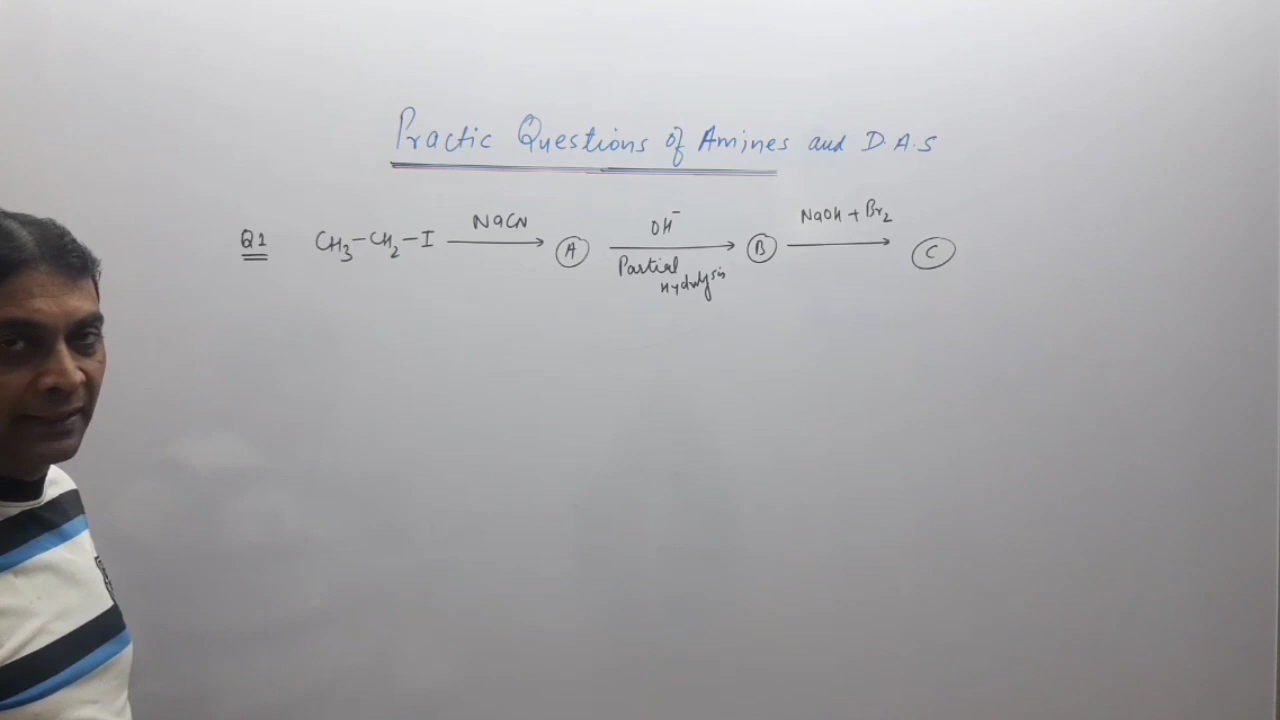 Practic Questions of Amines and D.A.S
Q1 CH₃-CH₂-I NaCN A OH⁻ B NaOH + Br₂ C
Partial
Hydrolysis